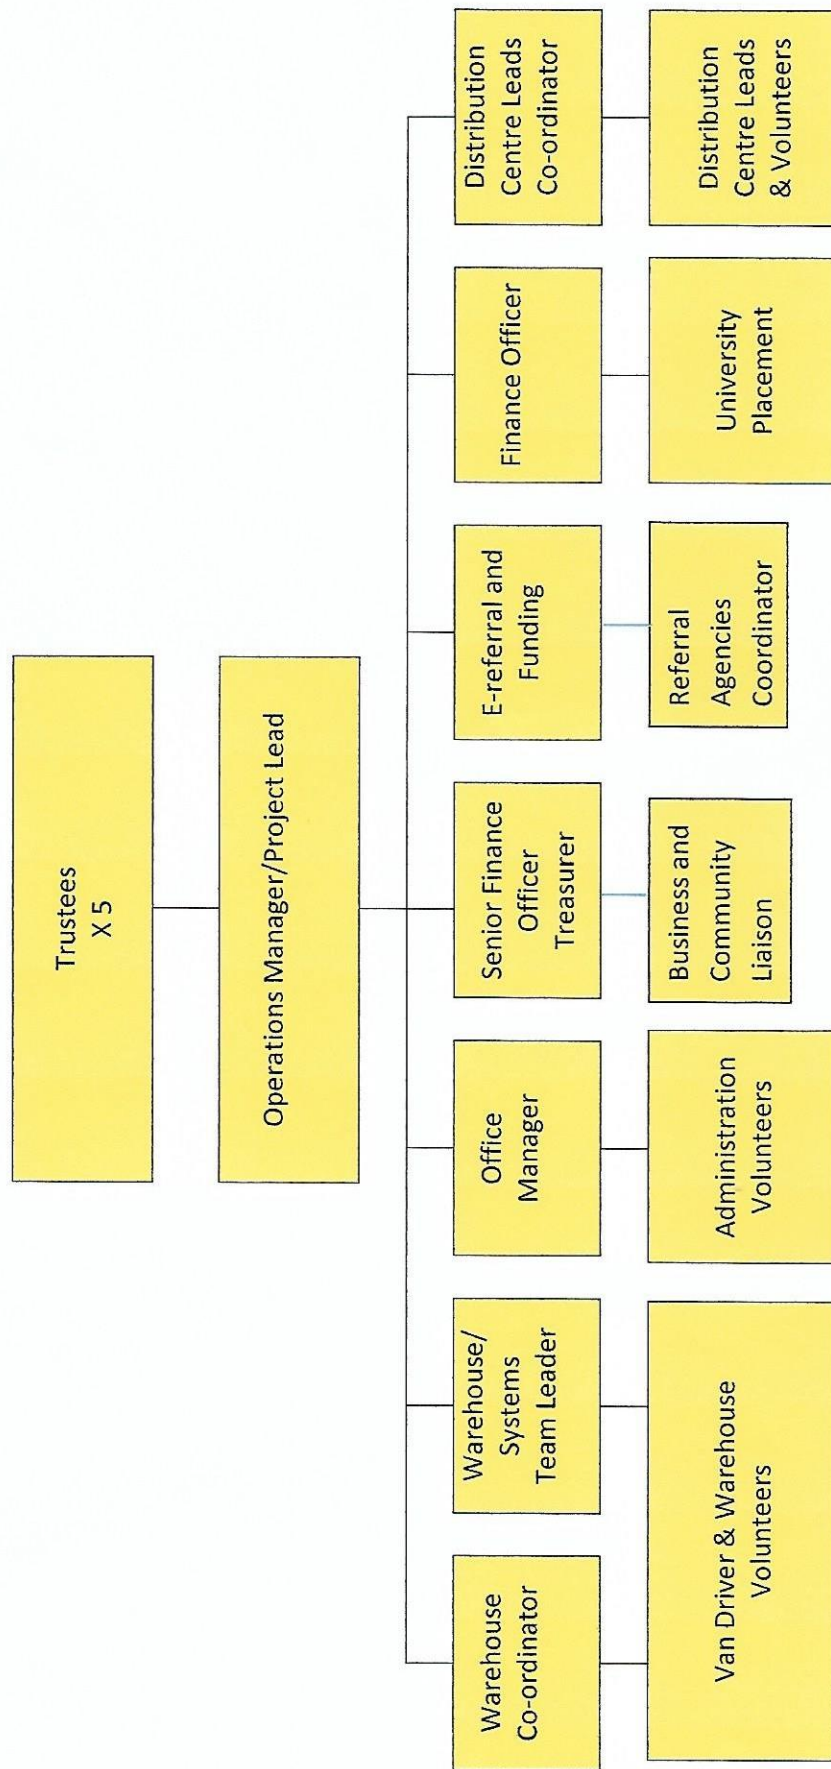 Trustees
X 5
Operations Manager/Project Lead
Warehouse
Co-ordinator
Warehouse/
Systems
Team Leader
Office
Manager
Senior Finance
Officer
Treasurer
E-referral and
Funding
Finance Officer
Distribution
Centre Leads
Co-ordinator
Van Driver & Warehouse
Volunteers
Administration
Volunteers
Business and
Community
Liaison
Referral
Agencies
Coordinator
University
Placement
Distribution
Centre Leads
& Volunteers